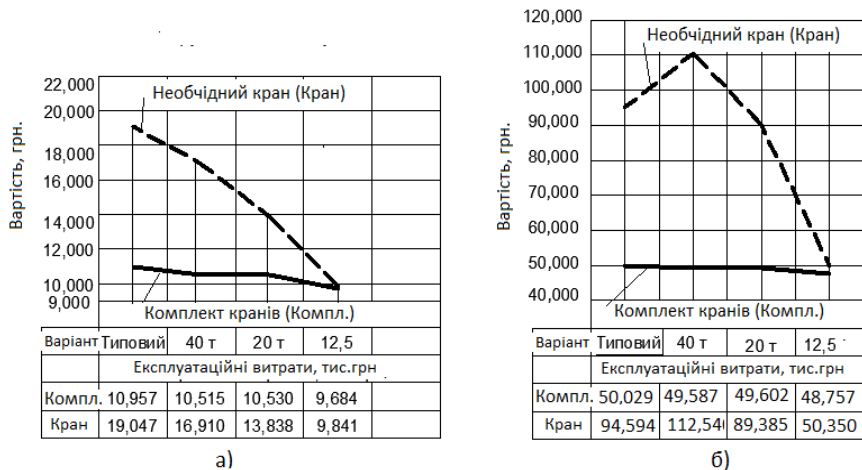 Необчідний кран (Кран)
Вартість, грн.
22,000
20,000
18,000
16,000
14,000
12,000
10,000
9,000
Комплект кранів (Компл.)
Варіант Типовий 40 т 20 т 12,5
Експлуатаційні витрати, тис.грн
Компл. 10,957 10,515 10,530 9,684
Кран 19,047 16,910 13,838 9,841
а)
120,000
Необчідний кран (Кран)
110,000
100,000
90,000
80,000
70,000
60,000
50,000
40,000
Вартість, грн.
Комплект кранів (Компл.)
Варіант Типовий 40 т 20 т 12,5
Експлуатаційні витрати, тис.грн
Компл. 50,029 49,587 49,602 48,757
Кран 94,594 112,546 89,385 50,350
б)